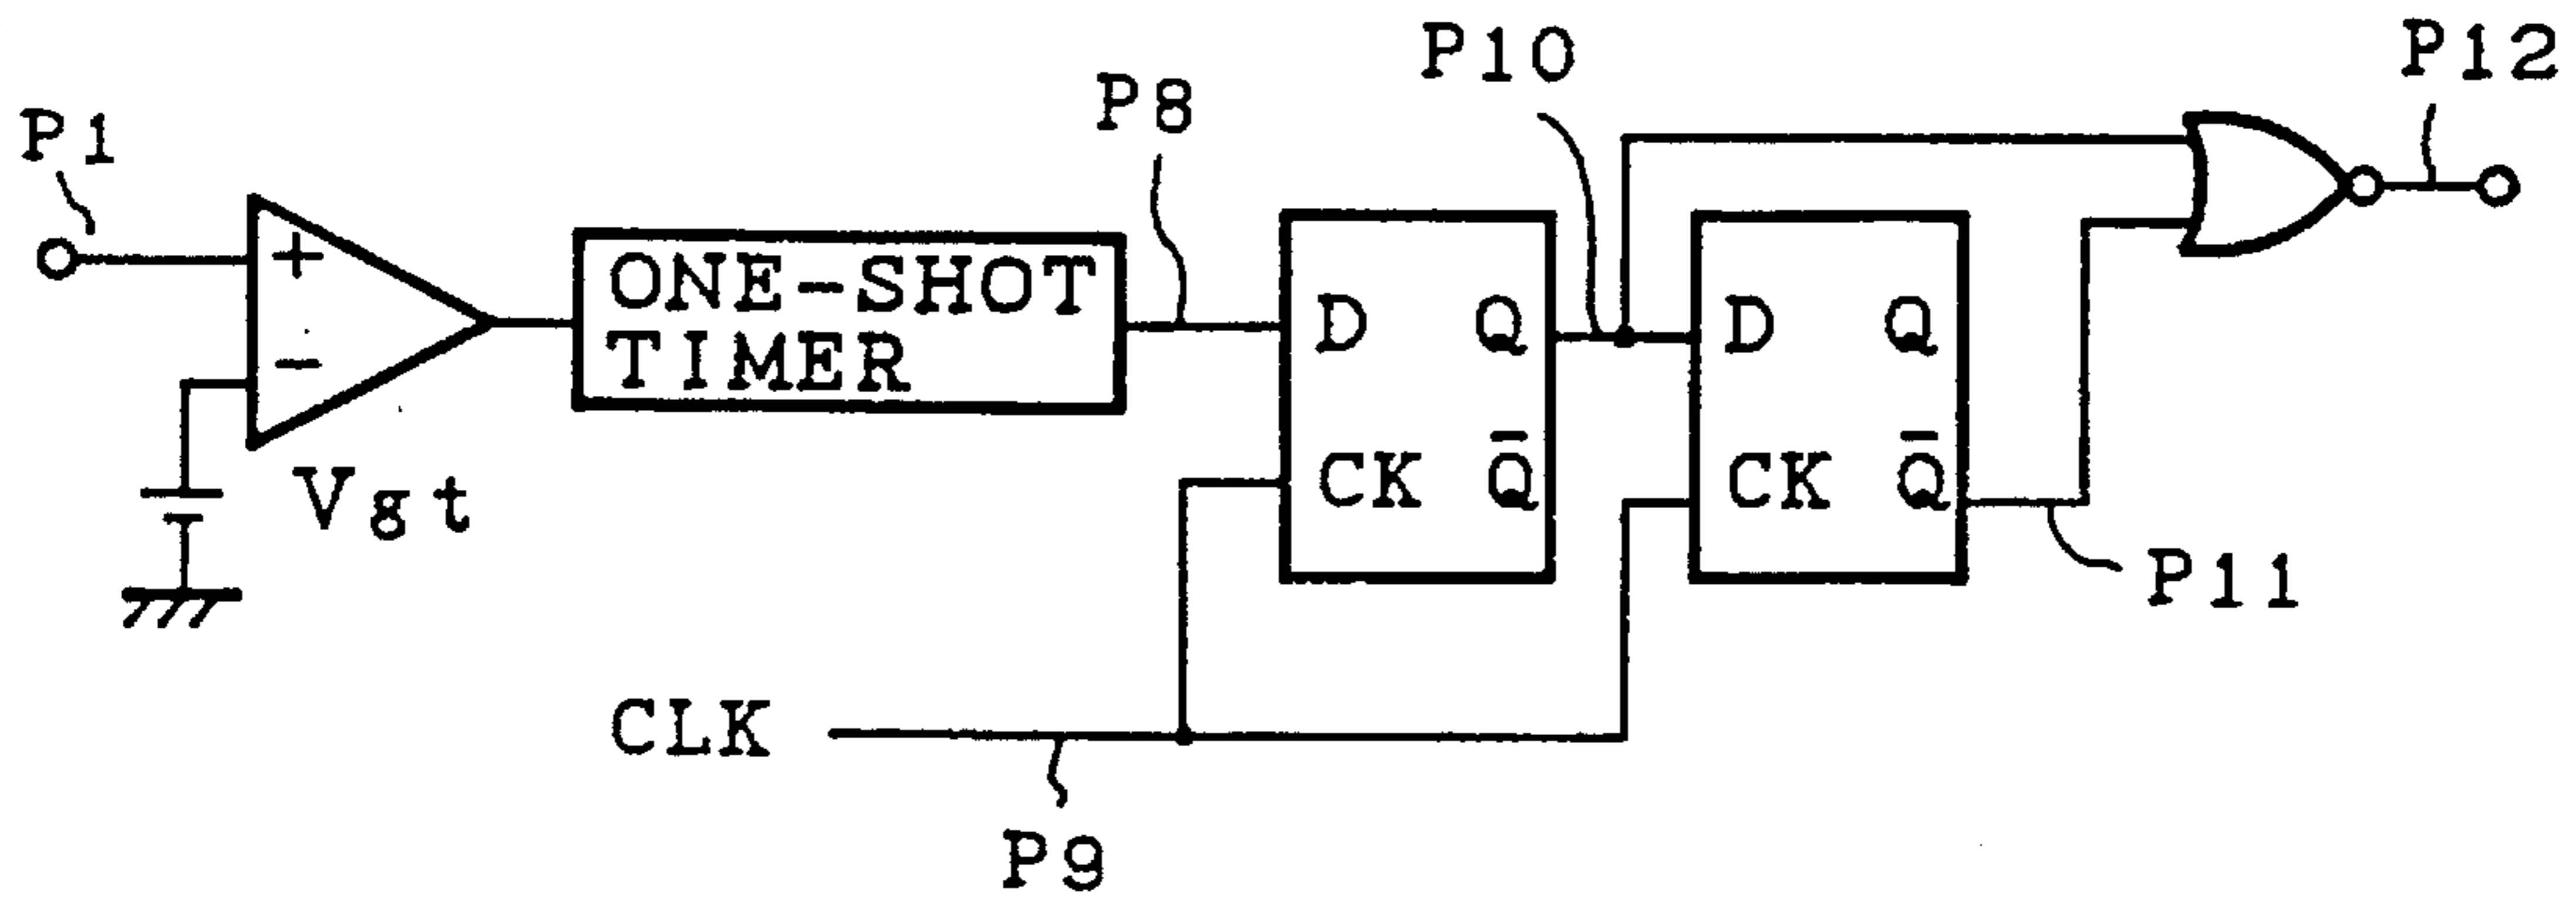 P1
+
−
Vgt
ONE-SHOT
TIMER
P8
D Q
CK Q̅
P10
D Q
CK Q̅
P11
P12
CLK
P9